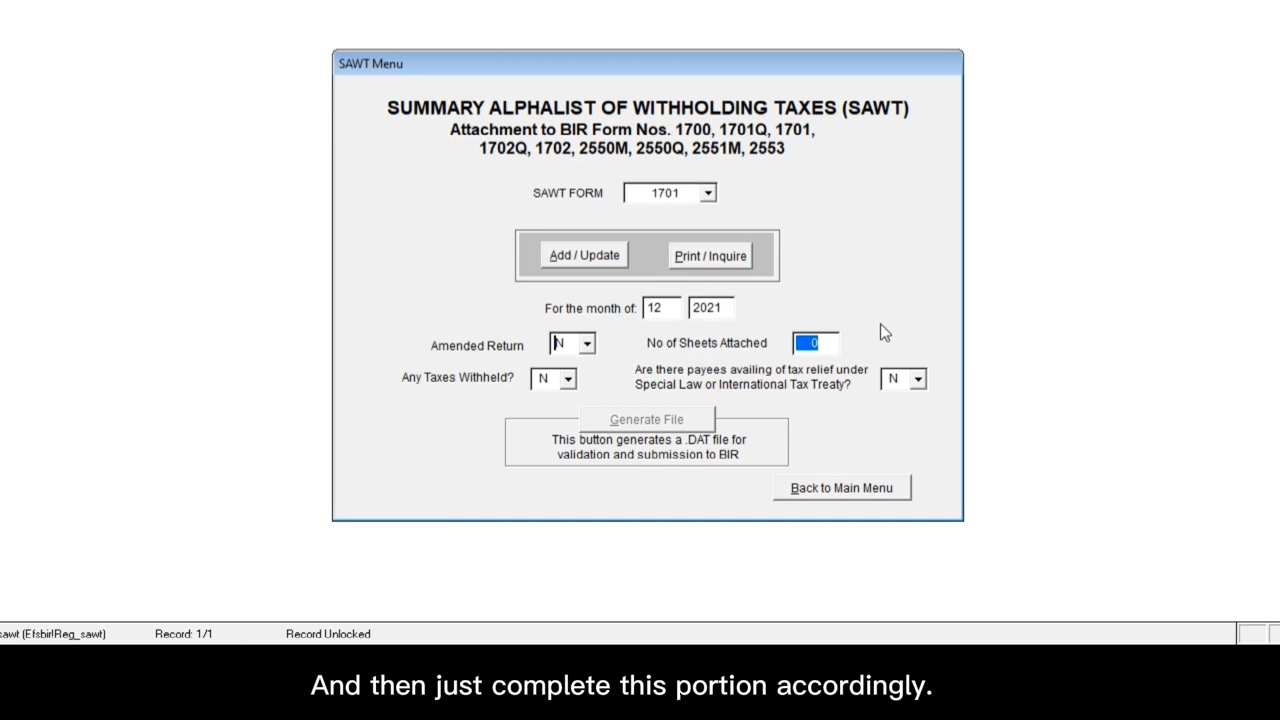 SAWT Menu
SUMMARY ALPHALIST OF WITHHOLDING TAXES (SAWT)
Attachment to BIR Form Nos. 1700, 1701Q, 1701,
1702Q, 1702, 2550M, 2550Q, 2551M, 2553
SAWT FORM 1701
Add / Update Print / Inquire
For the month of: 12 2021
Amended Return N No of Sheets Attached 0
Any Taxes Withheld? N Are there payees availing of tax relief under
Special Law or International Tax Treaty? N
Generate File
This button generates a .DAT file for
validation and submission to BIR
Back to Main Menu
sawt (Efsbir!Reg_sawt) Record: 1/1 Record Unlocked
And then just complete this portion accordingly.